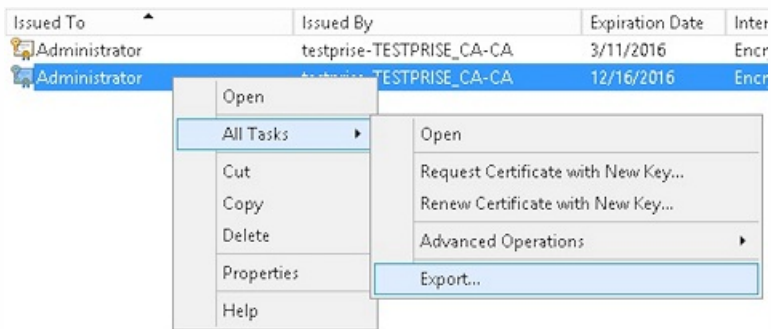 Issued To Issued By Expiration Date Inter
Administrator testprise-TESTPRISE_CA-CA 3/11/2016 Encr
Administrator testprise-TESTPRISE_CA-CA 12/16/2016 Encr
Open
All Tasks
Open
Cut
Request Certificate with New Key...
Copy
Renew Certificate with New Key...
Delete
Advanced Operations
Properties
Export...
Help